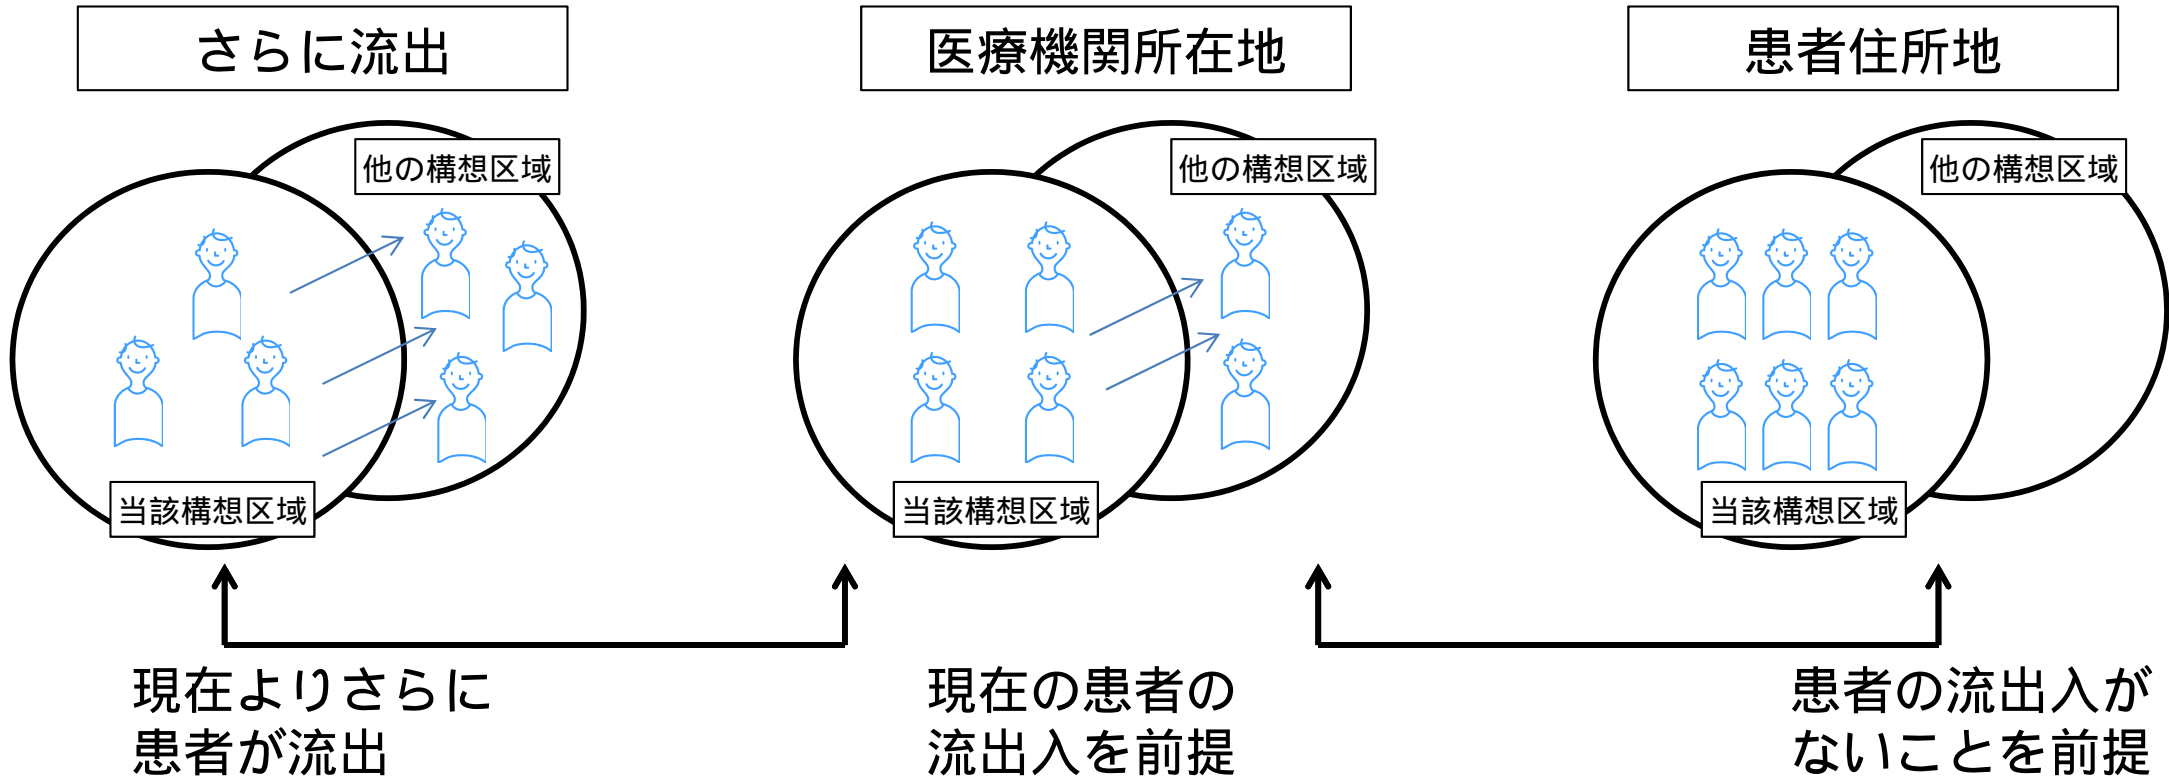 さらに流出
医療機関所在地
患者住所地
他の構想区域
他の構想区域
他の構想区域
当該構想区域
当該構想区域
当該構想区域
現在よりさらに
患者が流出
現在の患者の
流出入を前提
患者の流出入が
ないことを前提